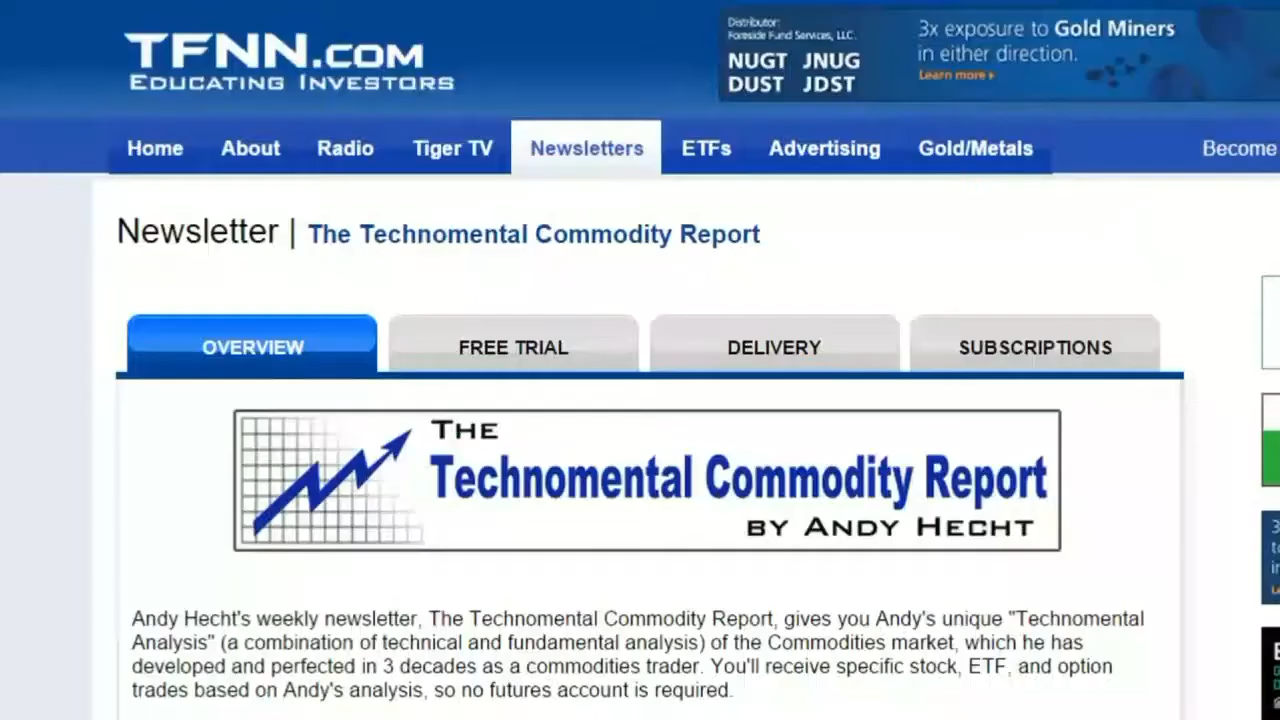 TFNN.COM
EDUCATING INVESTORS
Distributor:
Foreside Fund Services, LLC.
NUGT JNUG
DUST JDST
3x exposure to Gold Miners
in either direction.
Learn more
Home About Radio Tiger TV Newsletters ETFs Advertising Gold/Metals Become
Newsletter | The Technomental Commodity Report
OVERVIEW FREE TRIAL DELIVERY SUBSCRIPTIONS
THE
Technomental Commodity Report
BY ANDY HECHT
Andy Hecht's weekly newsletter, The Technomental Commodity Report, gives you Andy's unique "Technomental
Analysis" (a combination of technical and fundamental analysis) of the Commodities market, which he has
developed and perfected in 3 decades as a commodities trader. You'll receive specific stock, ETF, and option
trades based on Andy's analysis, so no futures account is required.